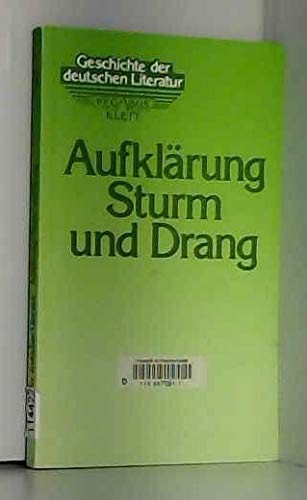 Geschichte der
deutschen Literatur
PEGASUS
KLETT
Aufklärung
Sturm
und Drang
D